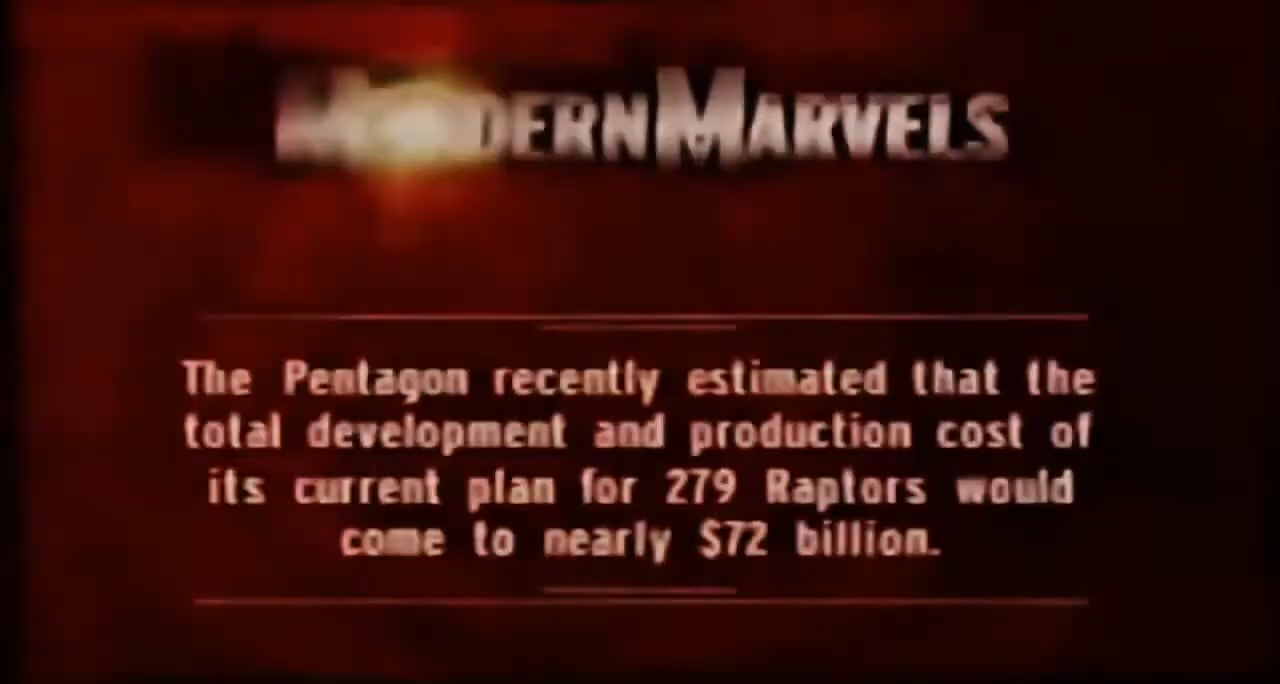 MODERN MARVELS
The Pentagon recently estimated that the
total development and production cost of
its current plan for 279 Raptors would
come to nearly $72 billion.